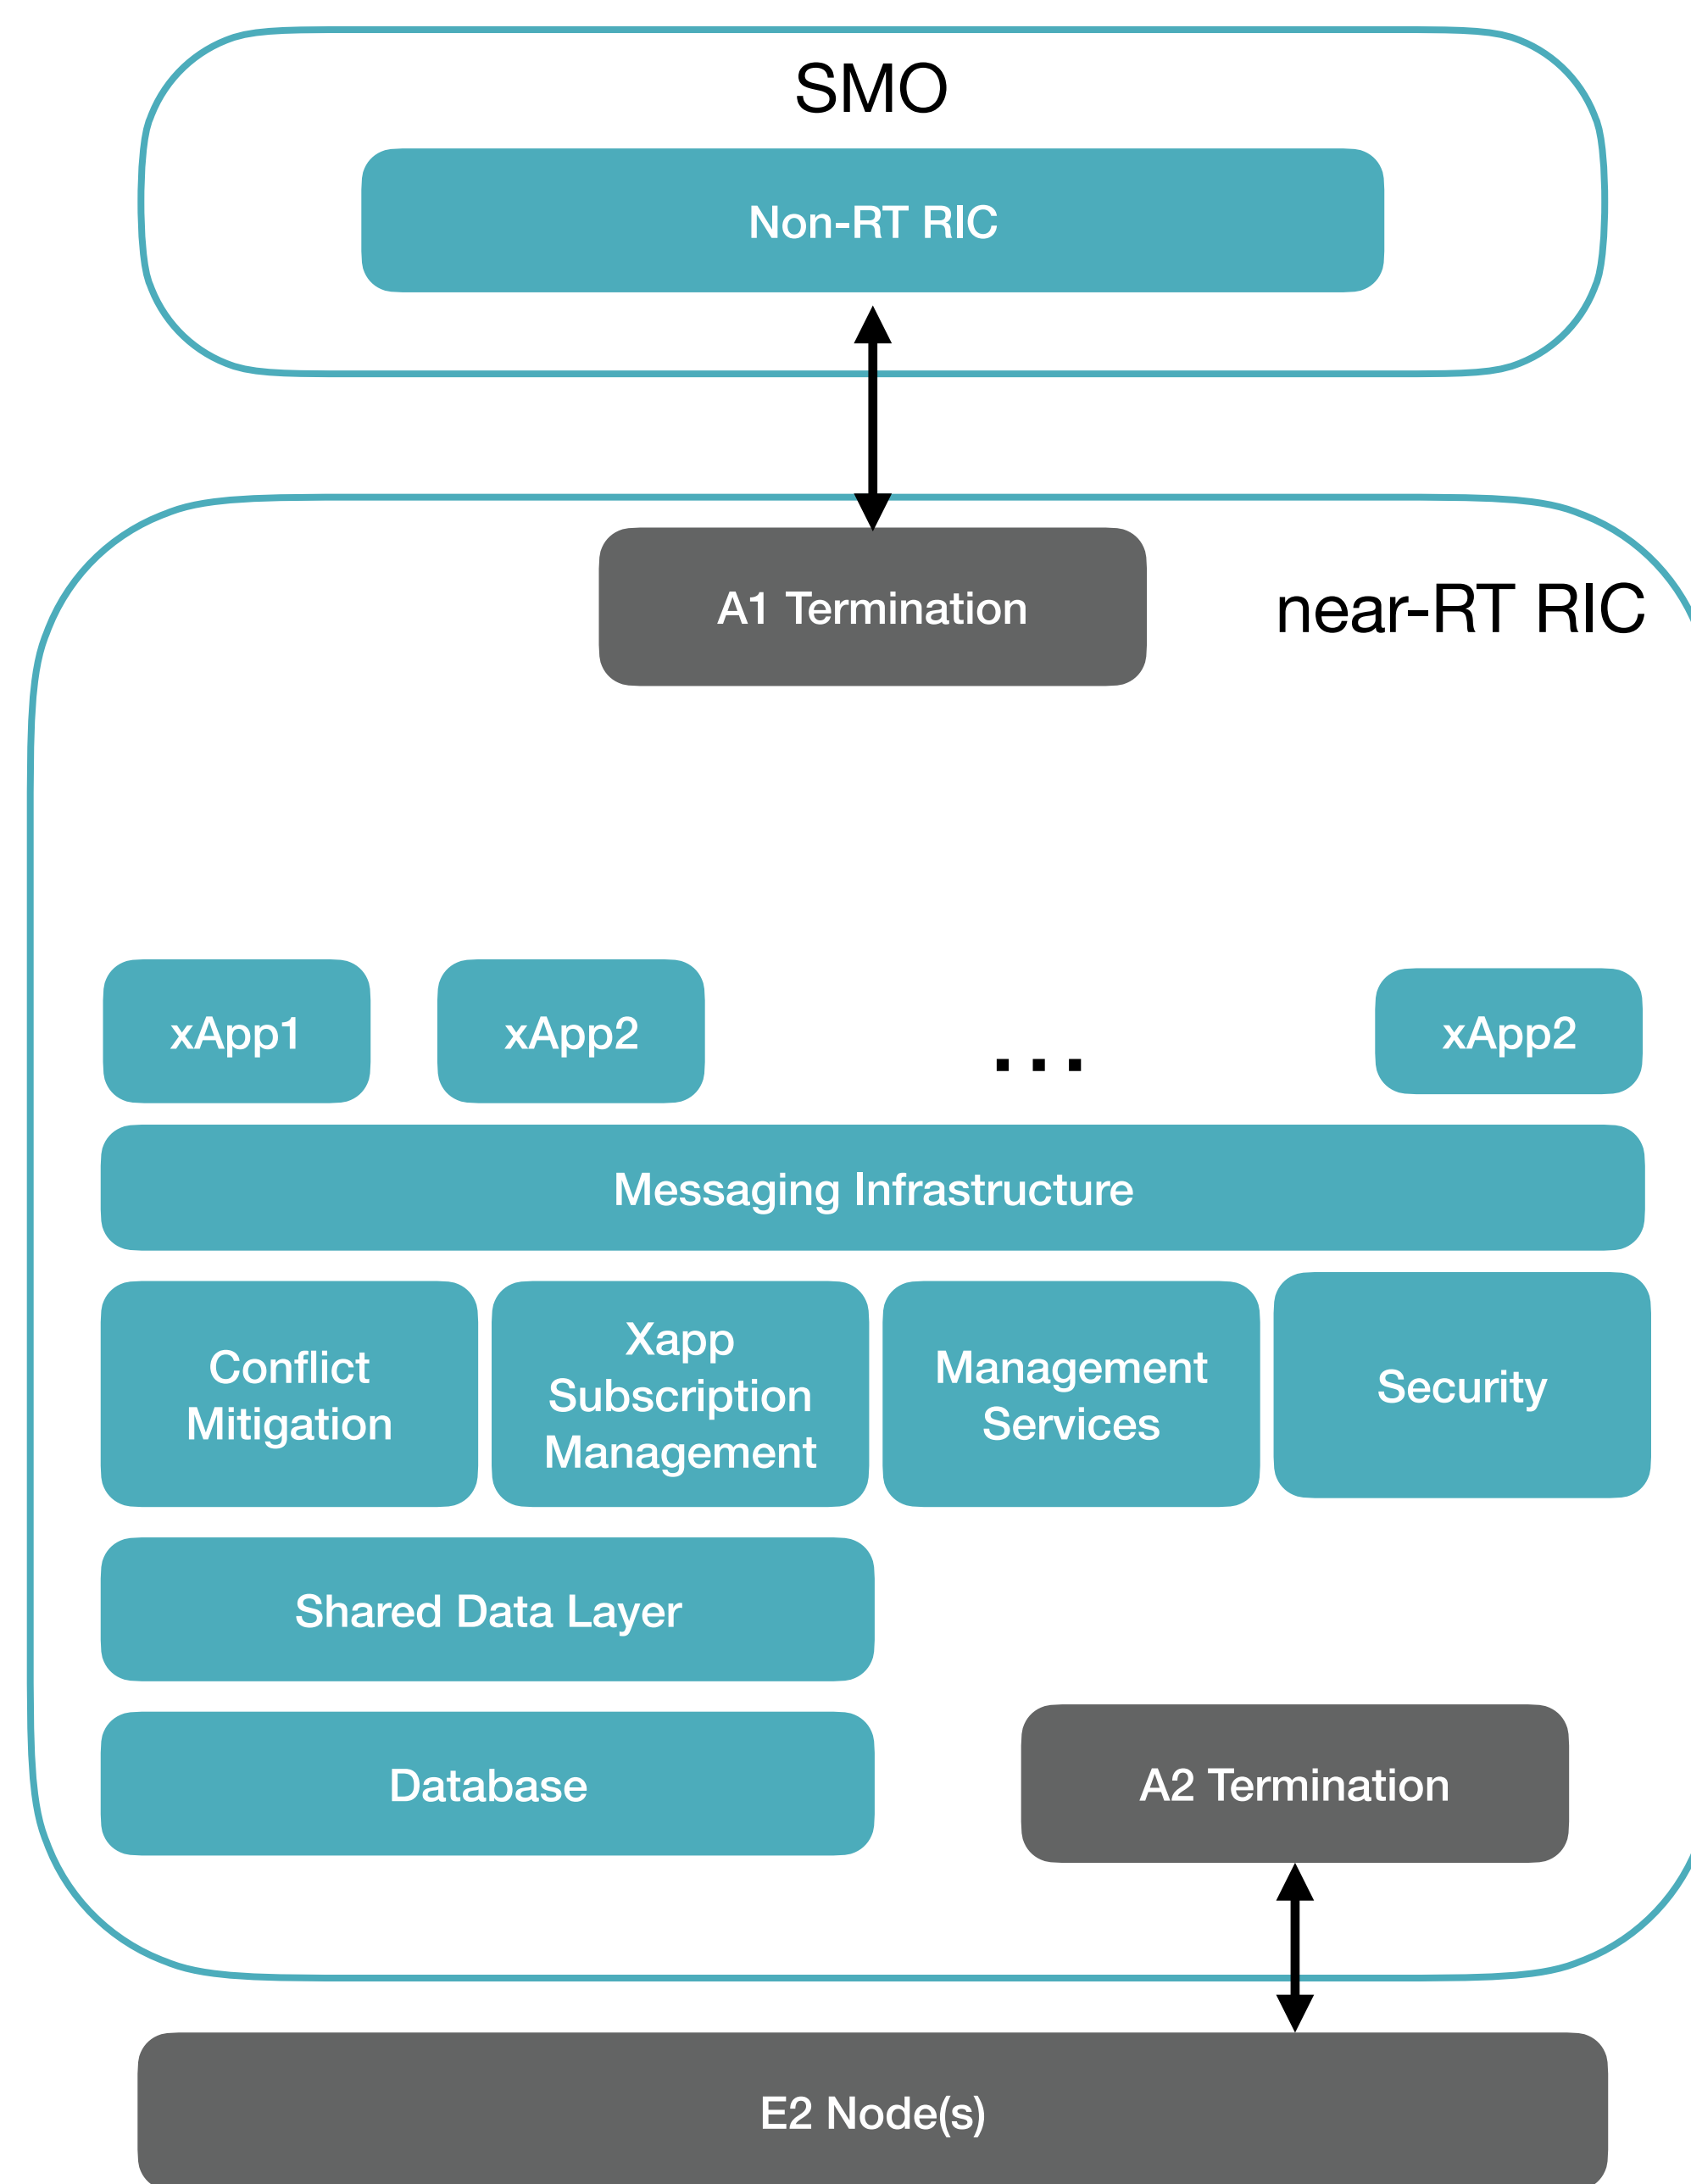 SMO
Non-RT RIC
A1 Termination
near-RT RIC
xApp1
xApp2
...
xApp2
Messaging Infrastructure
Conflict
Mitigation
Xapp
Subscription
Management
Management
Services
Security
Shared Data Layer
Database
A2 Termination
E2 Node(s)